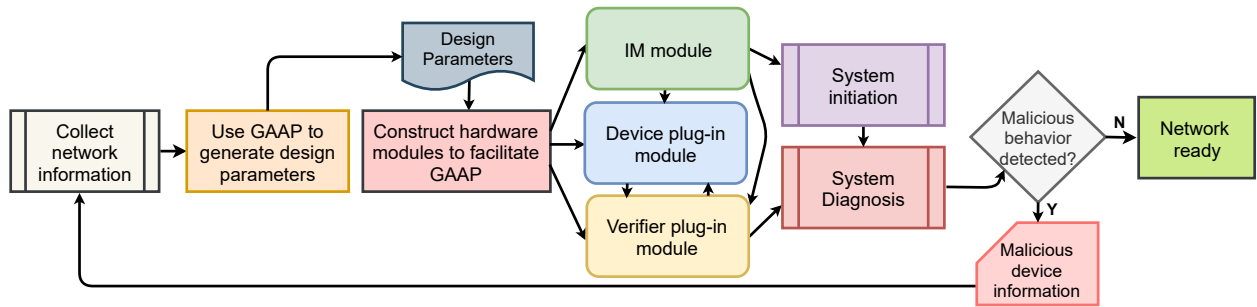 Collect
network
information
Use GAAP to
generate design
parameters
Design
Parameters
Construct hardware
modules to facilitate
GAAP
IM module
Device plug-in
module
Verifier plug-in
module
System
initiation
System
Diagnosis
Malicious
behavior
detected?
N
Network
ready
Y
Malicious
device
information